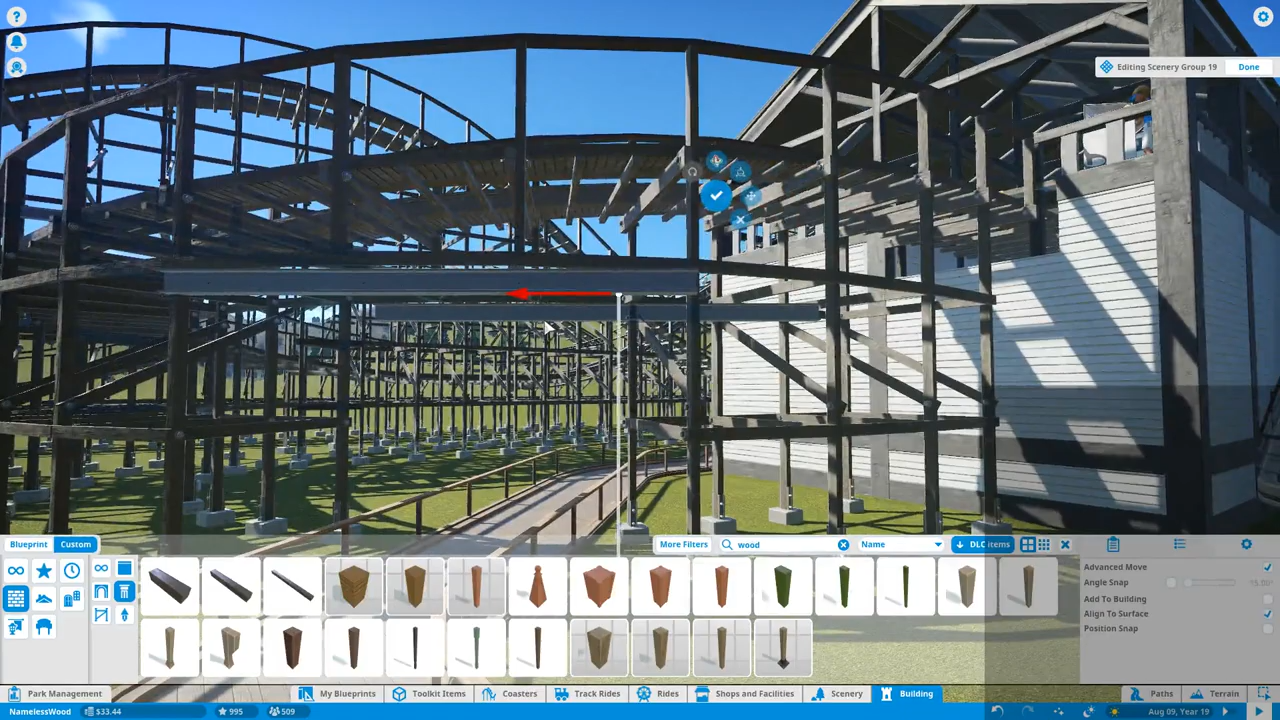 ?
Editing Scenery Group 19 Done
Blueprint Custom
More Filters wood Name DLC items
Advanced Move
Angle Snap 15.00°
Add To Building
Align To Surface
Position Snap
Park Management My Blueprints Toolkit Items Coasters Track Rides Rides Shops and Facilities Scenery Building Paths Terrain
NamelessWood $33.44 995 509 Aug 09, Year 19